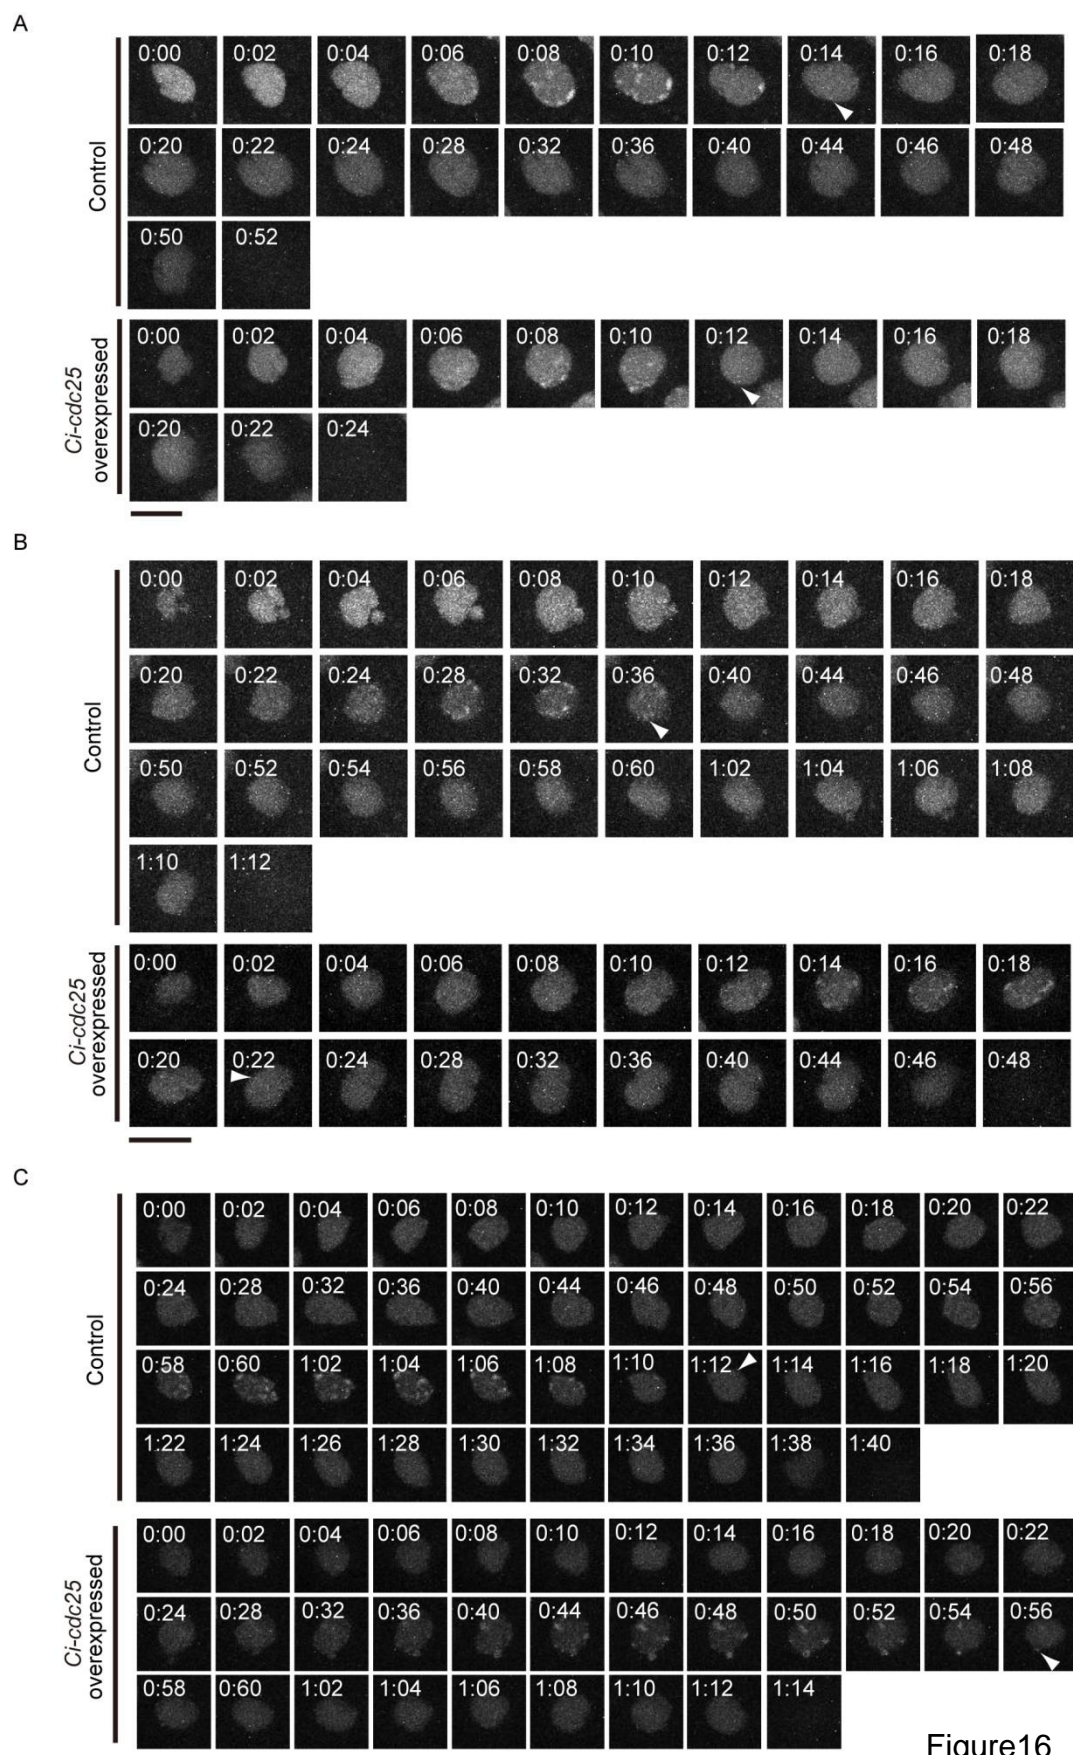 A
Control
0:00 0:02 0:04 0:06 0:08 0:10 0:12 0:14 0:16 0:18
0:20 0:22 0:24 0:28 0:32 0:36 0:40 0:44 0:46 0:48
0:50 0:52
Ci-cdc25
overexpressed
0:00 0:02 0:04 0:06 0:08 0:10 0:12 0:14 0:16 0:18
0:20 0:22 0:24
B
Control
0:00 0:02 0:04 0:06 0:08 0:10 0:12 0:14 0:16 0:18
0:20 0:22 0:24 0:28 0:32 0:36 0:40 0:44 0:46 0:48
0:50 0:52 0:54 0:56 0:58 0:60 1:02 1:04 1:06 1:08
1:10 1:12
Ci-cdc25
overexpressed
0:00 0:02 0:04 0:06 0:08 0:10 0:12 0:14 0:16 0:18
0:20 0:22 0:24 0:28 0:32 0:36 0:40 0:44 0:46 0:48
C
Control
0:00 0:02 0:04 0:06 0:08 0:10 0:12 0:14 0:16 0:18 0:20 0:22
0:24 0:28 0:32 0:36 0:40 0:44 0:46 0:48 0:50 0:52 0:54 0:56
0:58 0:60 1:02 1:04 1:06 1:08 1:10 1:12 1:14 1:16 1:18 1:20
1:22 1:24 1:26 1:28 1:30 1:32 1:34 1:36 1:38 1:40
Ci-cdc25
overexpressed
0:00 0:02 0:04 0:06 0:08 0:10 0:12 0:14 0:16 0:18 0:20 0:22
0:24 0:28 0:32 0:36 0:40 0:44 0:46 0:48 0:50 0:52 0:54 0:56
0:58 0:60 1:02 1:04 1:06 1:08 1:10 1:12 1:14
Figure16